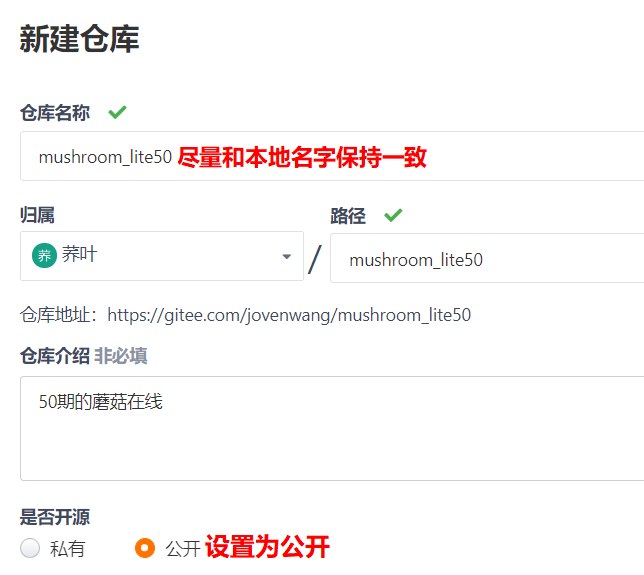 新建仓库
仓库名称
mushroom_lite50 尽量和本地名字保持一致
归属
路径
荞 荞叶 / mushroom_lite50
仓库地址：https://gitee.com/jovenwang/mushroom_lite50
仓库介绍 非必填
50期的蘑菇在线
是否开源
私有 公开 设置为公开